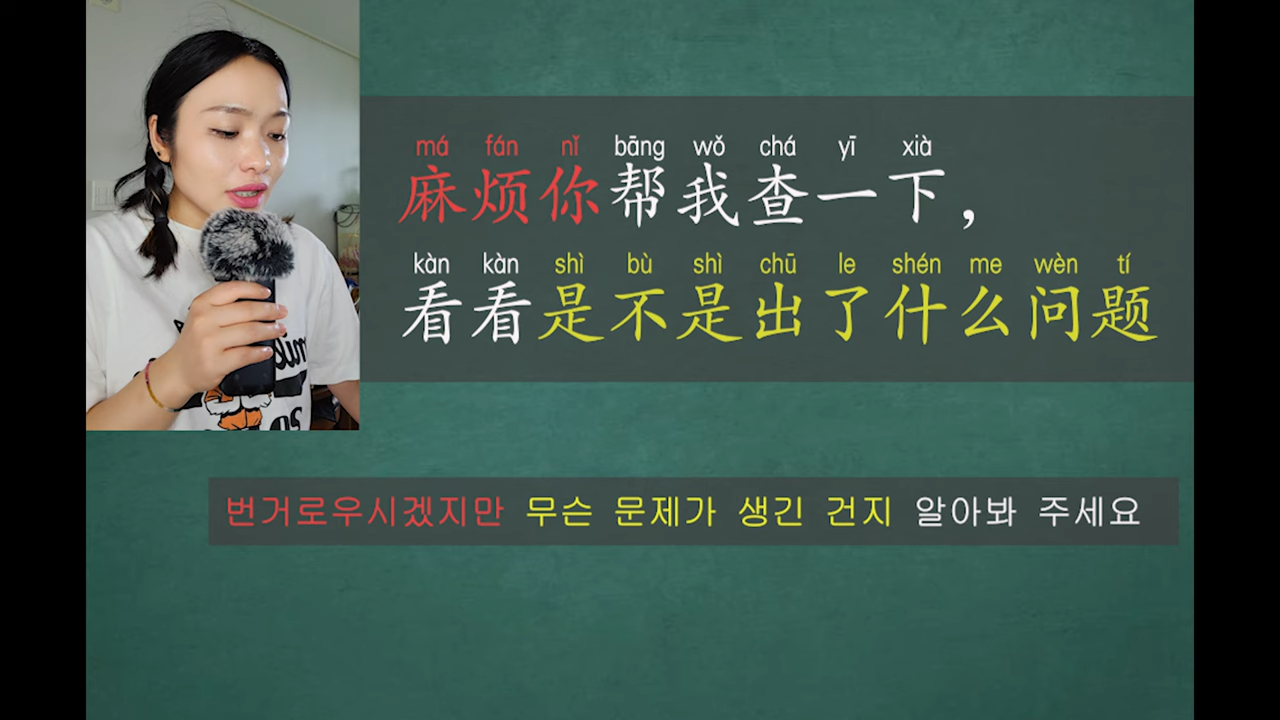 má fán nǐ bāng wǒ chá yī xià
麻烦你帮我查一下，
kàn kàn shì bù shì chū le shén me wèn tí
看看是不是出了什么问题
번거로우시겠지만 무슨 문제가 생긴 건지 알아봐 주세요